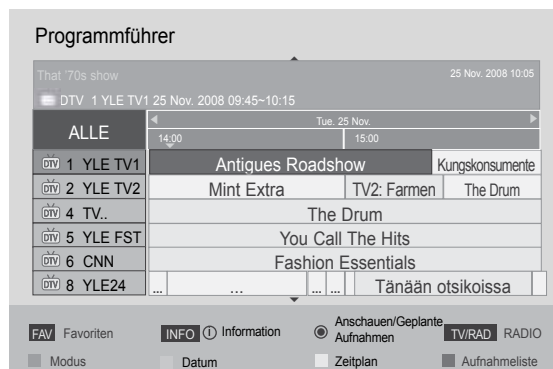 Programmführer
That '70s show 25 Nov. 2008 10:05
DTV 1 YLE TV1 25 Nov. 2008 09:45~10:15
ALLE
Tue. 25 Nov.
14:00 15:00
DTV 1 YLE TV1 Antigues Roadshow Kungskonsumente
DTV 2 YLE TV2 Mint Extra TV2: Farmen The Drum
DTV 4 TV.. The Drum
DTV 5 YLE FST You Call The Hits
DTV 6 CNN Fashion Essentials
DTV 8 YLE24 ... ... ... ... Tänään otsikoissa
FAV Favoriten INFO i Information Anschauen/Geplante Aufnahmen TV/RAD RADIO
Modus Datum Zeitplan Aufnahmeliste